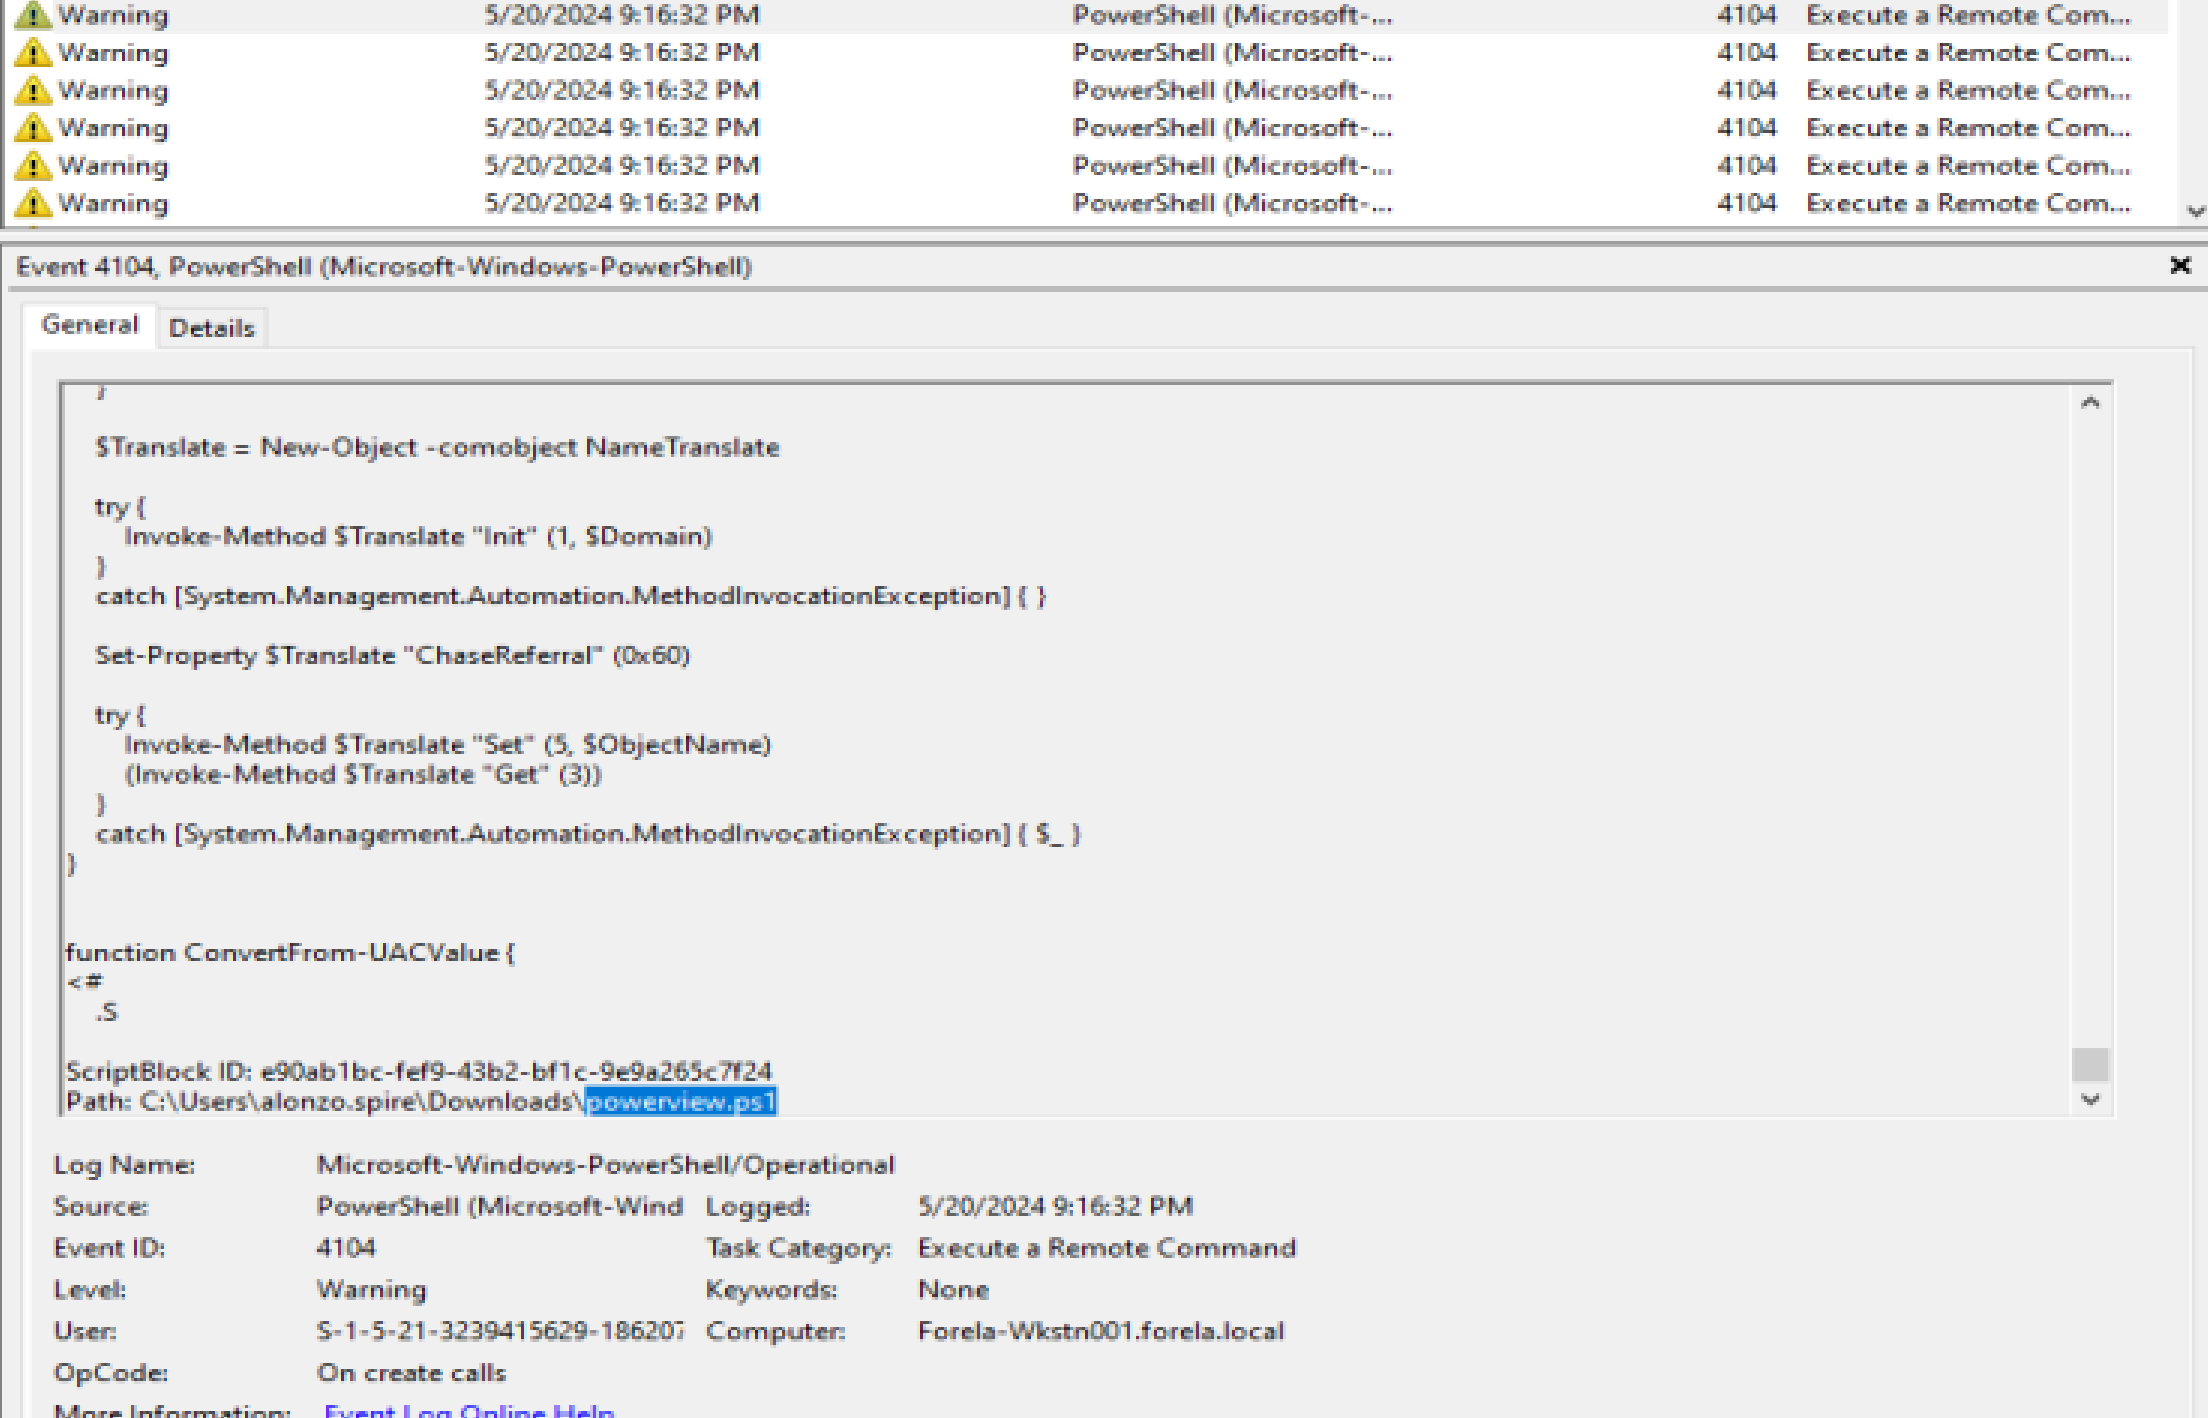 Warning 5/20/2024 9:16:32 PM PowerShell (Microsoft-... 4104 Execute a Remote Com...
Warning 5/20/2024 9:16:32 PM PowerShell (Microsoft-... 4104 Execute a Remote Com...
Warning 5/20/2024 9:16:32 PM PowerShell (Microsoft-... 4104 Execute a Remote Com...
Warning 5/20/2024 9:16:32 PM PowerShell (Microsoft-... 4104 Execute a Remote Com...
Warning 5/20/2024 9:16:32 PM PowerShell (Microsoft-... 4104 Execute a Remote Com...
Warning 5/20/2024 9:16:32 PM PowerShell (Microsoft-... 4104 Execute a Remote Com...
Event 4104, PowerShell (Microsoft-Windows-PowerShell)
General Details
}
$Translate = New-Object -comobject NameTranslate
try {
Invoke-Method $Translate "Init" (1, $Domain)
}
catch [System.Management.Automation.MethodInvocationException] { }
Set-Property $Translate "ChaseReferral" (0x60)
try {
Invoke-Method $Translate "Set" (5, $ObjectName)
(Invoke-Method $Translate "Get" (3))
}
catch [System.Management.Automation.MethodInvocationException] { $_ }
}
function ConvertFrom-UACValue {
<#
.S
ScriptBlock ID: e90ab1bc-fef9-43b2-bf1c-9e9a265c7f24
Path: C:\Users\alonzo.spire\Downloads\powerview.ps1
Log Name: Microsoft-Windows-PowerShell/Operational
Source: PowerShell (Microsoft-Wind Logged: 5/20/2024 9:16:32 PM
Event ID: 4104 Task Category: Execute a Remote Command
Level: Warning Keywords: None
User: S-1-5-21-3239415629-186207 Computer: Forela-Wkstn001.forela.local
OpCode: On create calls
More Information: Event Log Online Help